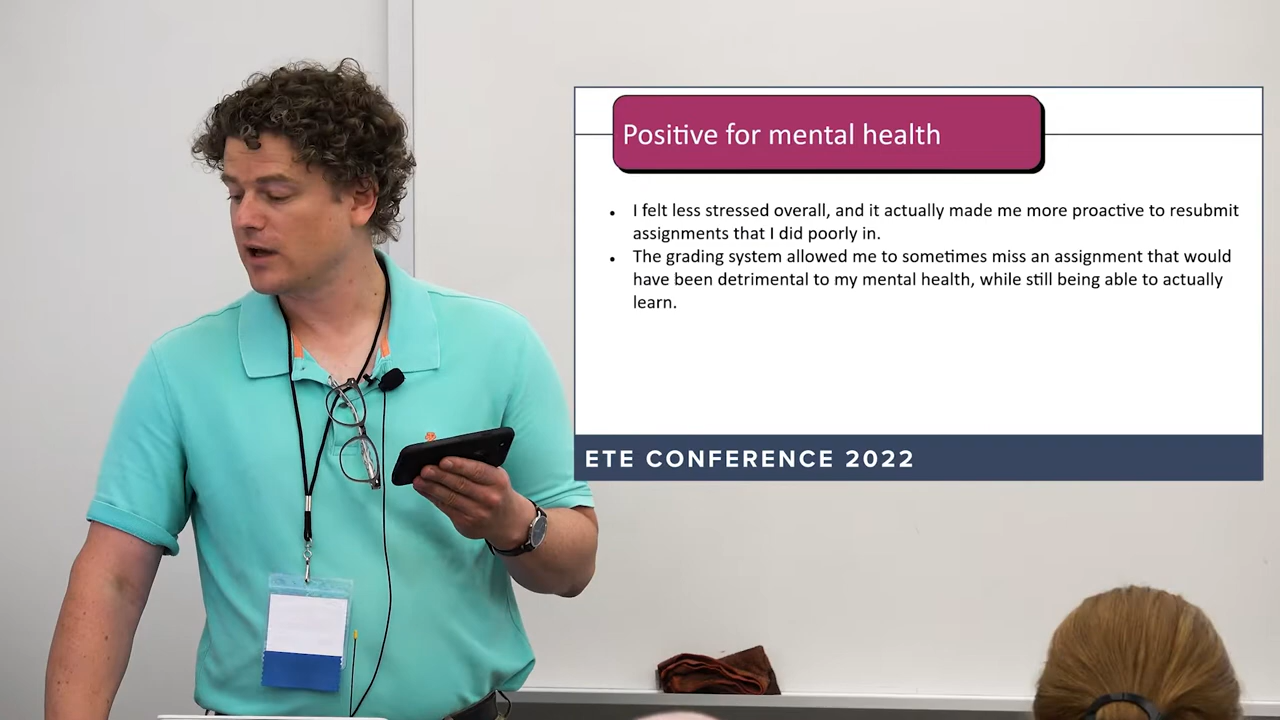 Positive for mental health
• I felt less stressed overall, and it actually made me more proactive to resubmit
assignments that I did poorly in.
• The grading system allowed me to sometimes miss an assignment that would
have been detrimental to my mental health, while still being able to actually
learn.
ETE CONFERENCE 2022